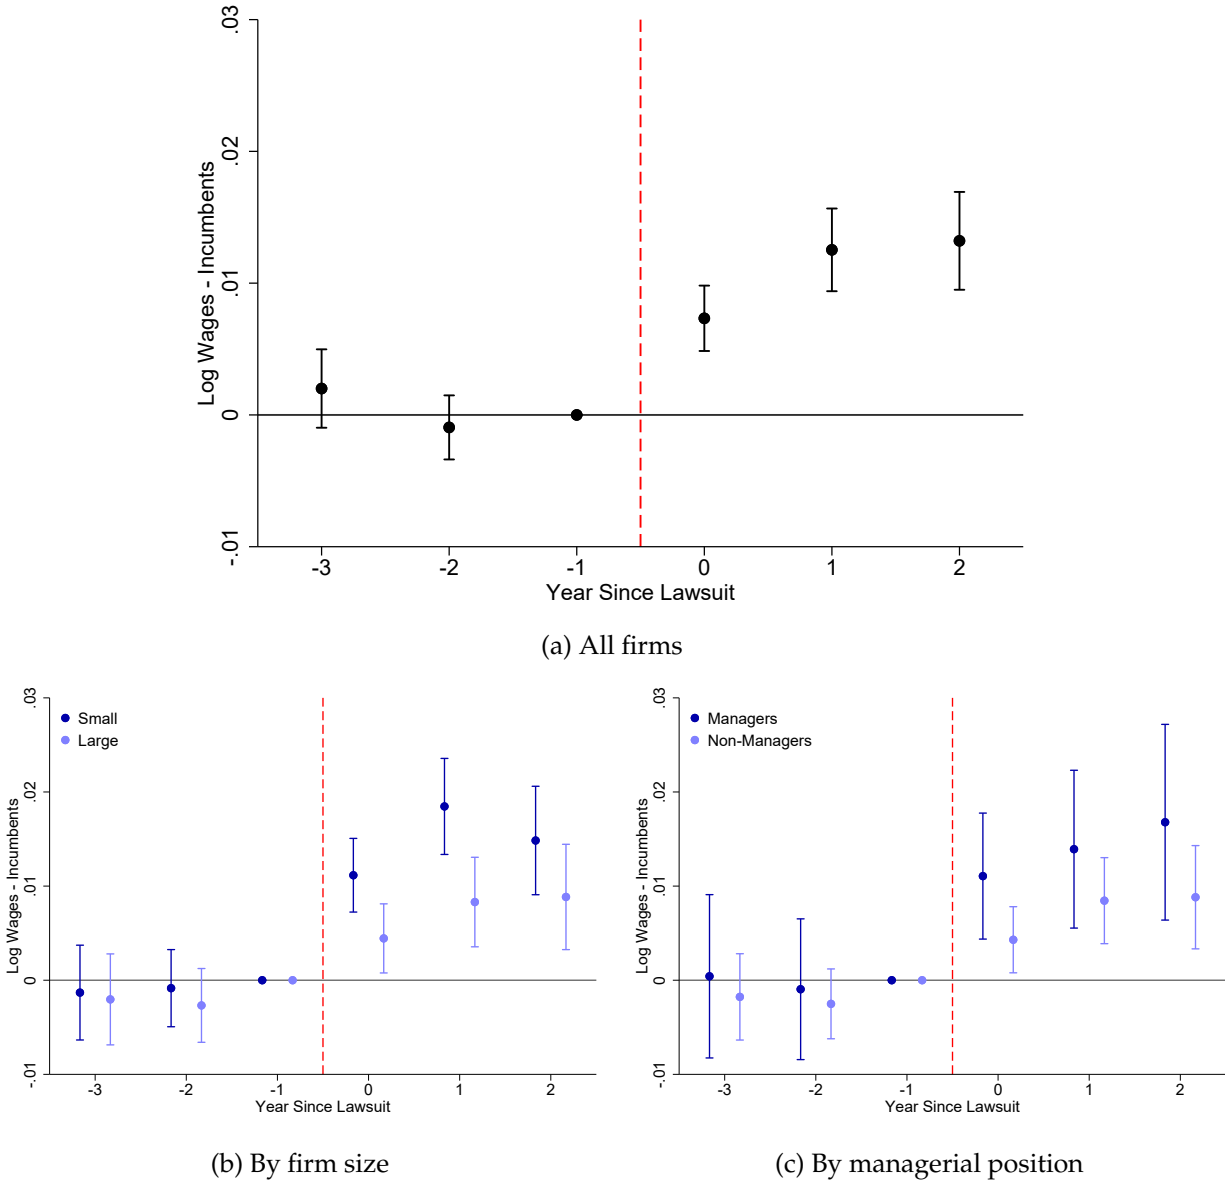 .03
.02
.01
0
-.01
Log Wages - Incumbents
-3 -2 -1 0 1 2
Year Since Lawsuit
(a) All firms
Small
Large
.03
.02
.01
0
-.01
Log Wages - Incumbents
-3 -2 -1 0 1 2
Year Since Lawsuit
(b) By firm size
Managers
Non-Managers
.03
.02
.01
0
-.01
Log Wages - Incumbents
-3 -2 -1 0 1 2
Year Since Lawsuit
(c) By managerial position